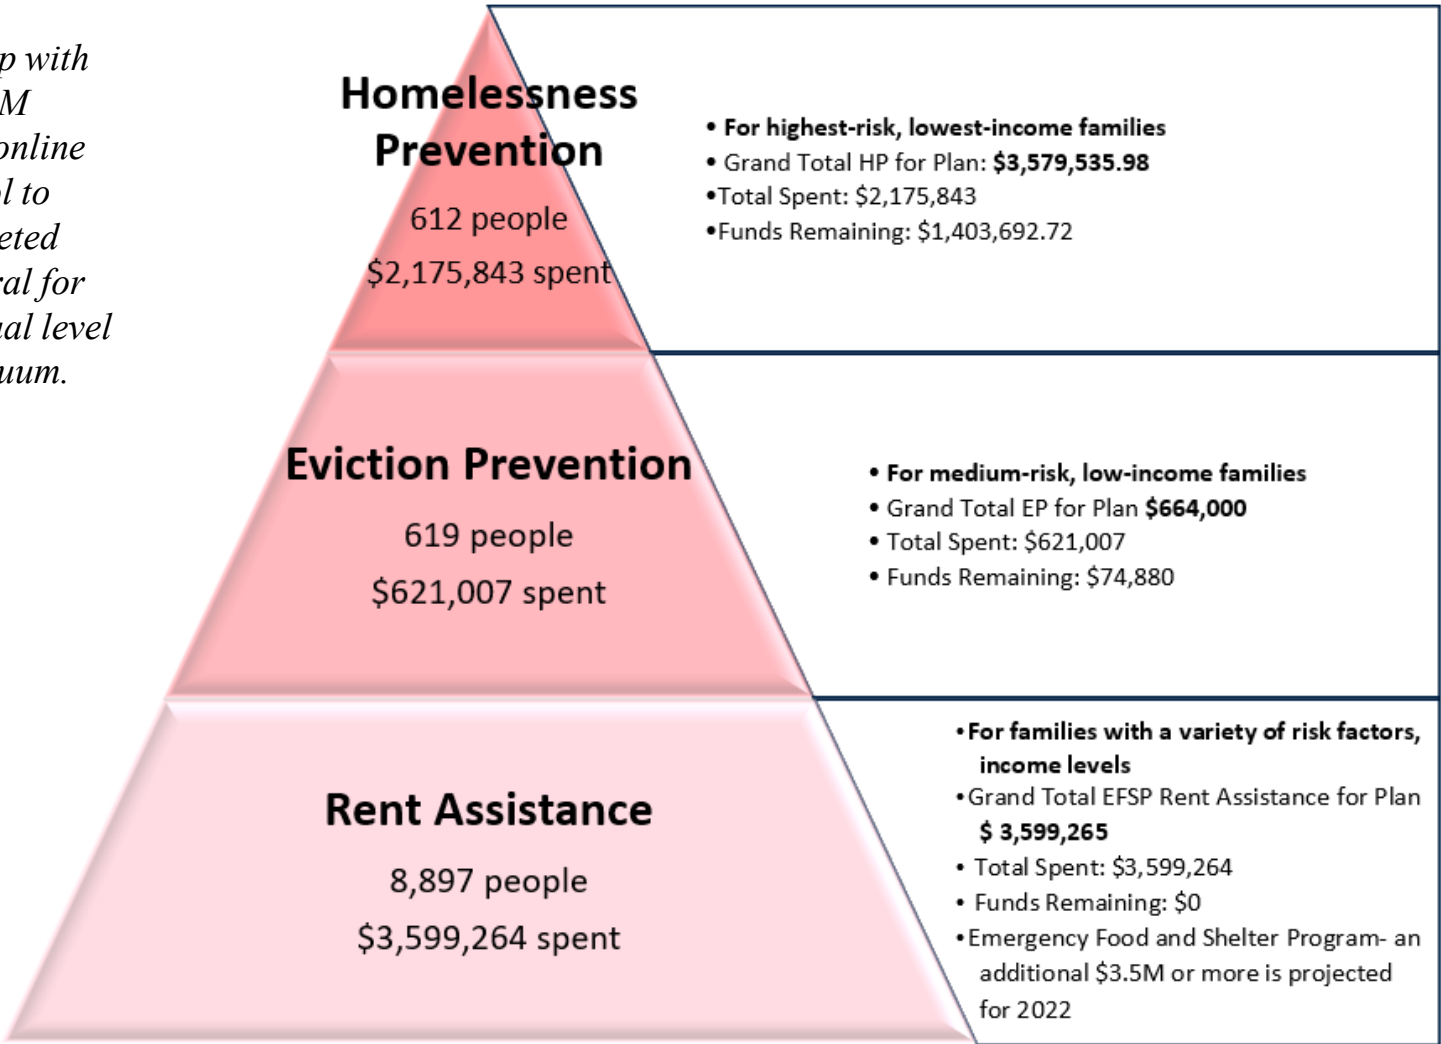 p with
M
online
ol to
eted
ral for
ual level
uum.
Homelessness
Prevention
612 people
$2,175,843 spent
• For highest-risk, lowest-income families
• Grand Total HP for Plan: $3,579,535.98
•Total Spent: $2,175,843
•Funds Remaining: $1,403,692.72
Eviction Prevention
619 people
$621,007 spent
• For medium-risk, low-income families
• Grand Total EP for Plan $664,000
• Total Spent: $621,007
• Funds Remaining: $74,880
Rent Assistance
8,897 people
$3,599,264 spent
•For families with a variety of risk factors,
income levels
•Grand Total EFSP Rent Assistance for Plan
$ 3,599,265
• Total Spent: $3,599,264
• Funds Remaining: $0
•Emergency Food and Shelter Program- an
additional $3.5M or more is projected
for 2022